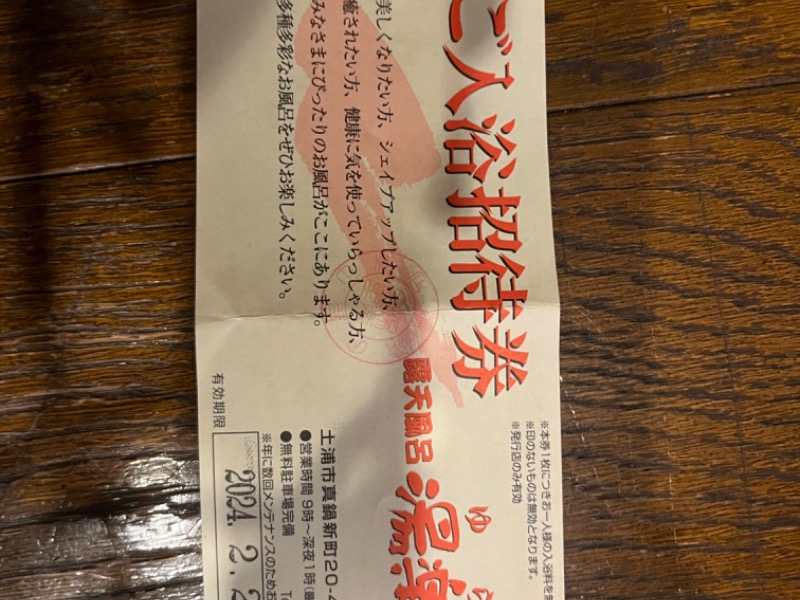 ご入浴招待券
美しくなりたい方、シェイプアップしたい方、
癒されたい方、健康に気を使っていらっしゃる方、
みなさまにぴったりのお風呂がここにあります。
多種多彩なお風呂をぜひお楽しみください。
※本券1枚につきお一人様の入浴料を
※印のないものは無効となります。
※発行店のみ有効
露天風呂
ゆ
湯楽
土浦市真鍋新町20-
●営業時間 9時〜深夜1時
●無料駐車場完備
※年に数回メンテナンスのためお
有効期限
2024. 2. 2